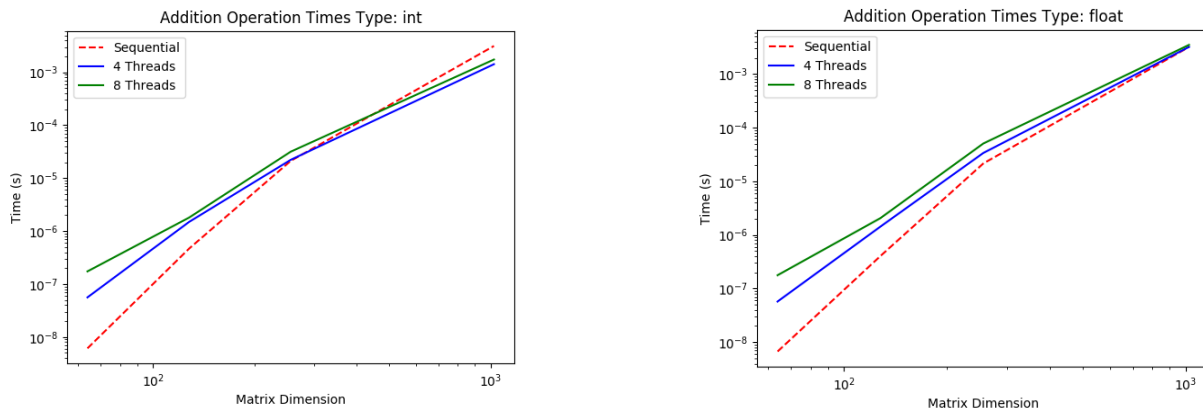 Addition Operation Times Type: int
Sequential
4 Threads
8 Threads
10⁻³
10⁻⁴
10⁻⁵
10⁻⁶
10⁻⁷
10⁻⁸
Time (s)
10²
10³
Matrix Dimension
Addition Operation Times Type: float
Sequential
4 Threads
8 Threads
10⁻³
10⁻⁴
10⁻⁵
10⁻⁶
10⁻⁷
10⁻⁸
Time (s)
10²
10³
Matrix Dimension